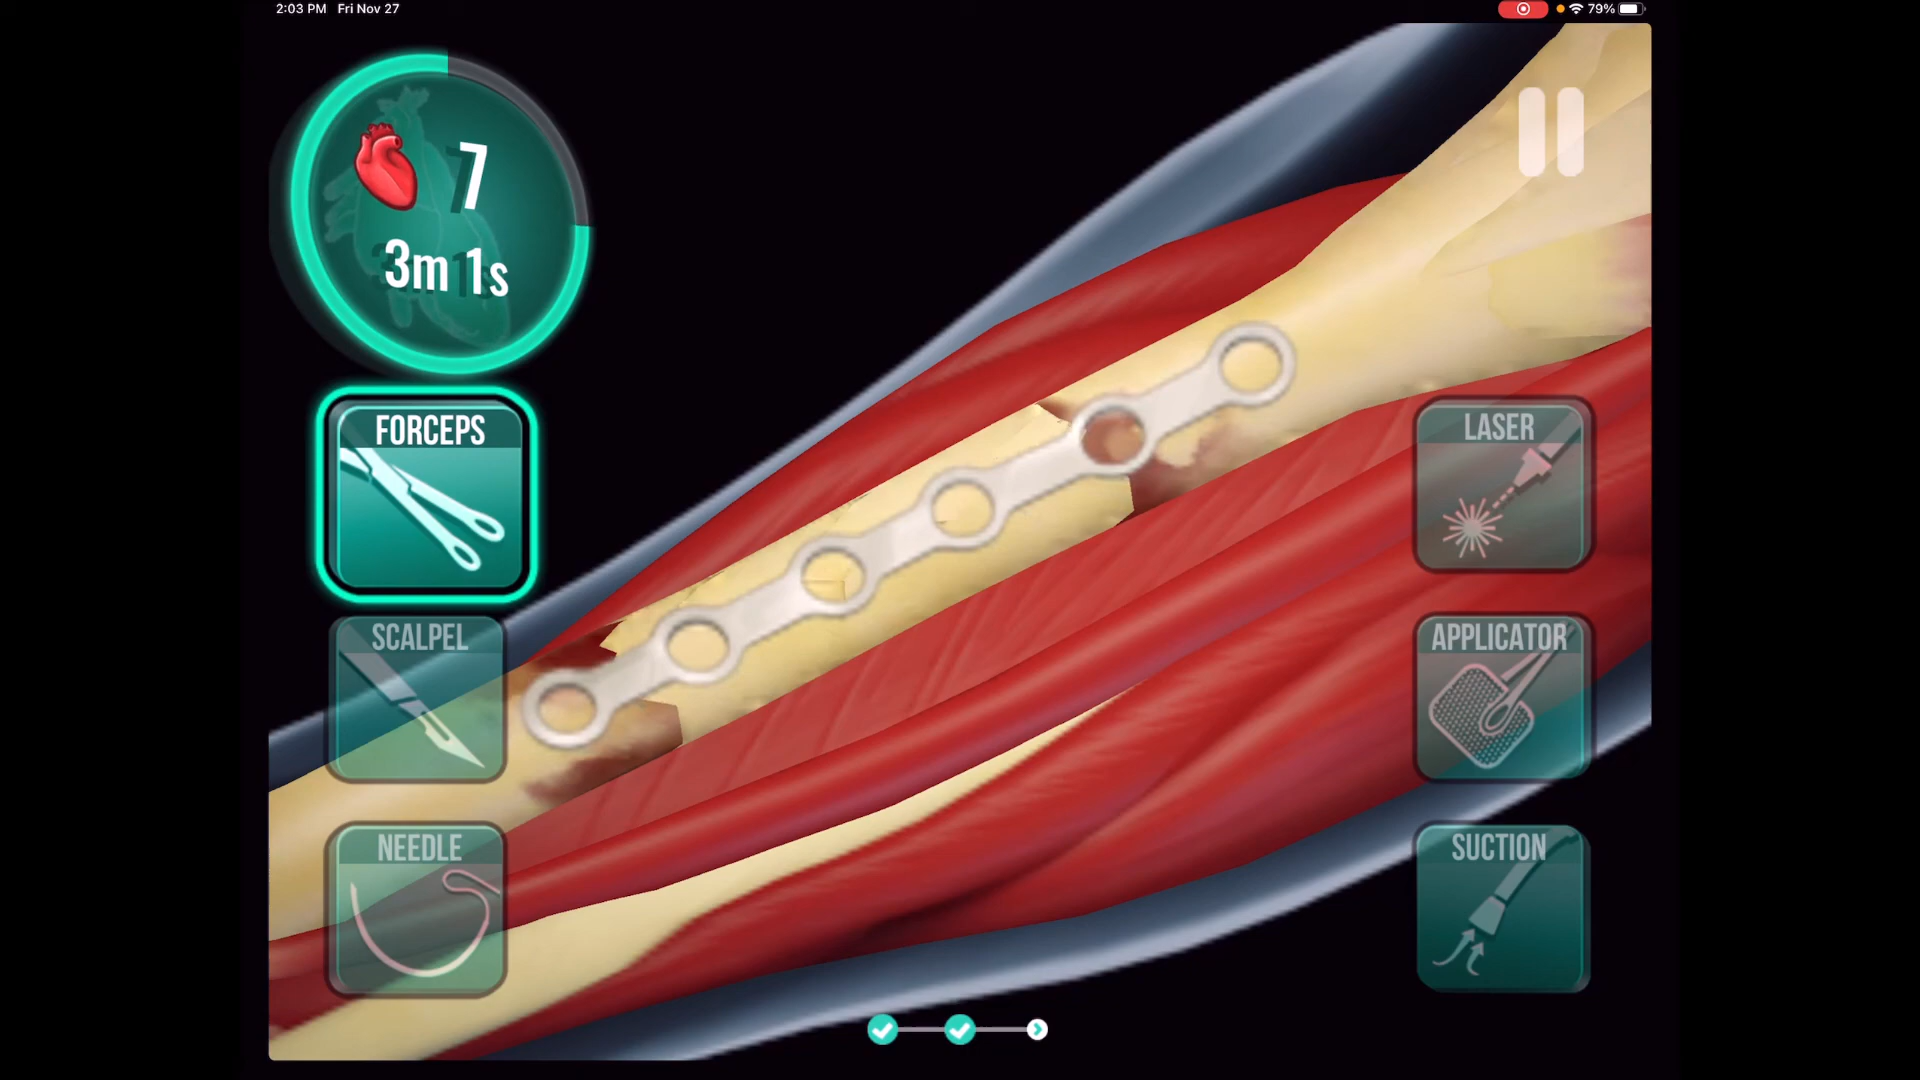 2:03 PM Fri Nov 27
79%
7
3m 1s
FORCEPS
SCALPEL
NEEDLE
LASER
APPLICATOR
SUCTION